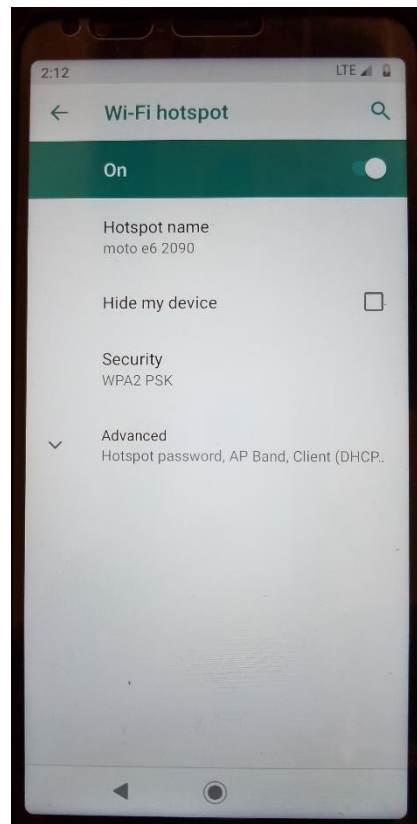 2:12 LTE
Wi-Fi hotspot
On
Hotspot name
moto e6 2090
Hide my device
Security
WPA2 PSK
Advanced
Hotspot password, AP Band, Client (DHCP..